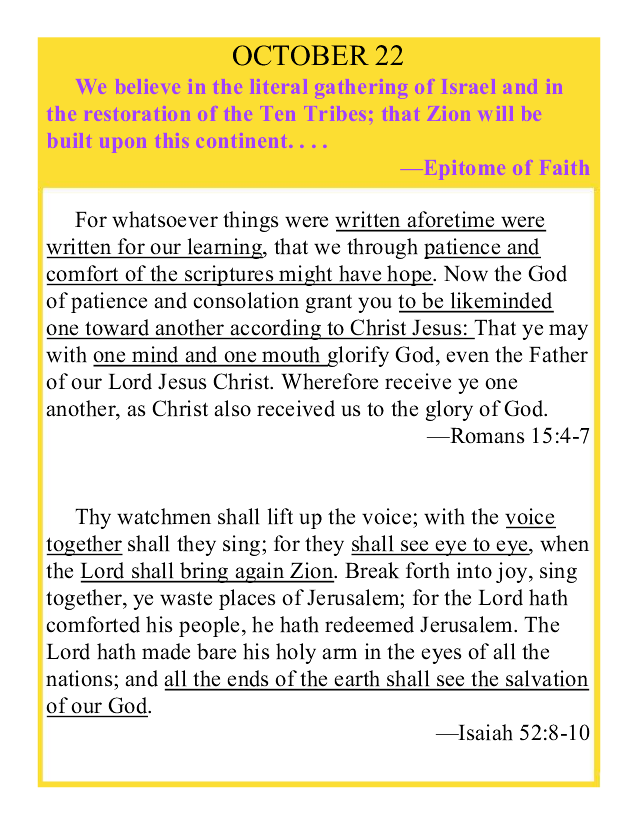 OCTOBER 22
We believe in the literal gathering of Israel and in
the restoration of the Ten Tribes; that Zion will be
built upon this continent. . . .
—Epitome of Faith
For whatsoever things were written aforetime were
written for our learning, that we through patience and
comfort of the scriptures might have hope. Now the God
of patience and consolation grant you to be likeminded
one toward another according to Christ Jesus: That ye may
with one mind and one mouth glorify God, even the Father
of our Lord Jesus Christ. Wherefore receive ye one
another, as Christ also received us to the glory of God.
—Romans 15:4-7
Thy watchmen shall lift up the voice; with the voice
together shall they sing; for they shall see eye to eye, when
the Lord shall bring again Zion. Break forth into joy, sing
together, ye waste places of Jerusalem; for the Lord hath
comforted his people, he hath redeemed Jerusalem. The
Lord hath made bare his holy arm in the eyes of all the
nations; and all the ends of the earth shall see the salvation
of our God.
—Isaiah 52:8-10